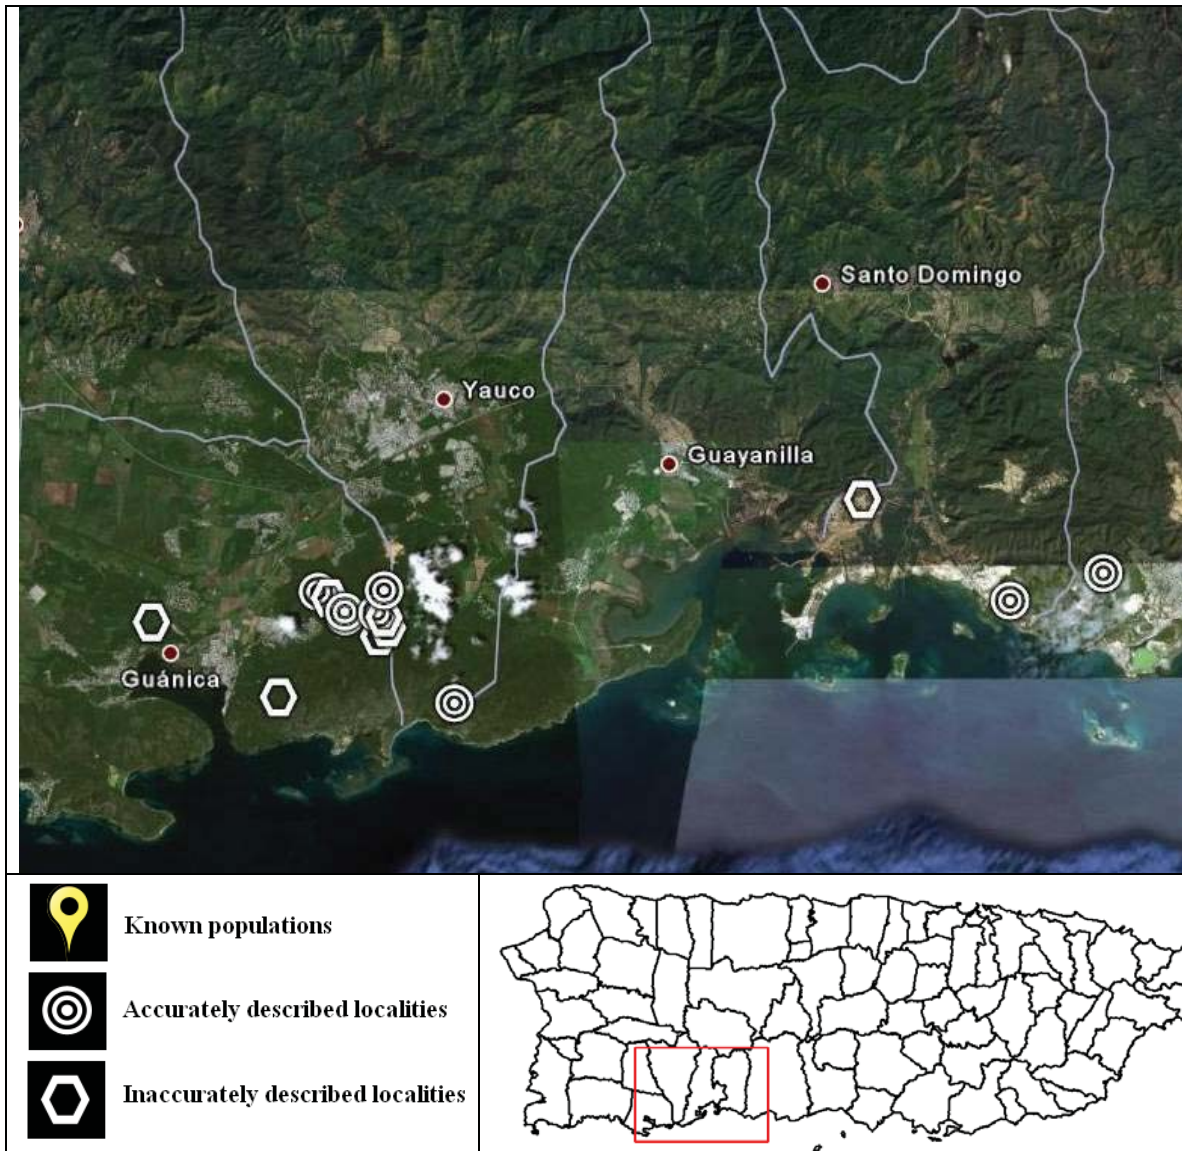 Santo Domingo
Yauco
Guayanilla
Guánica
Known populations
Accurately described localities
Inaccurately described localities